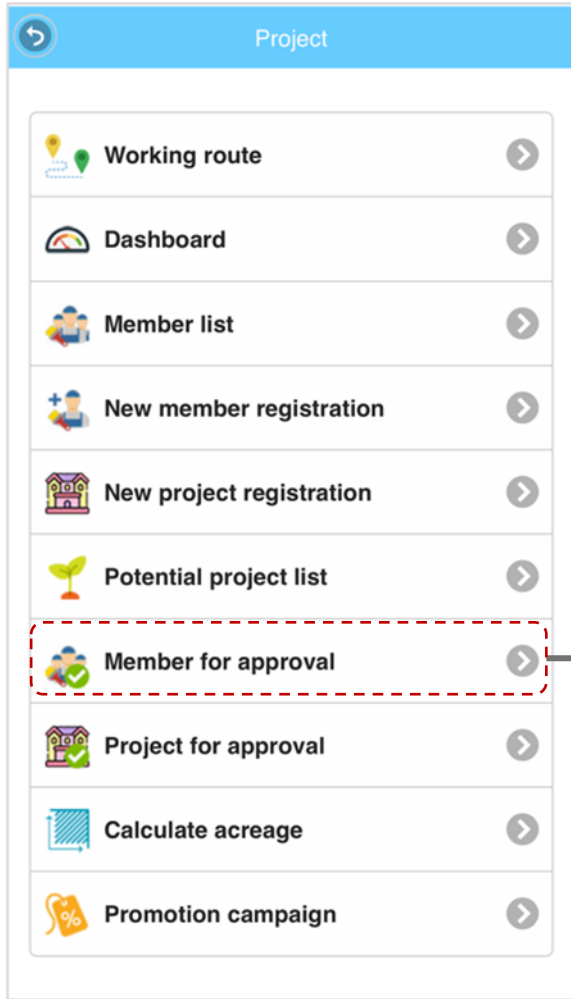 Project
Working route
Dashboard
Member list
New member registration
New project registration
Potential project list
Member for approval
Project for approval
Calculate acreage
%
Promotion campaign